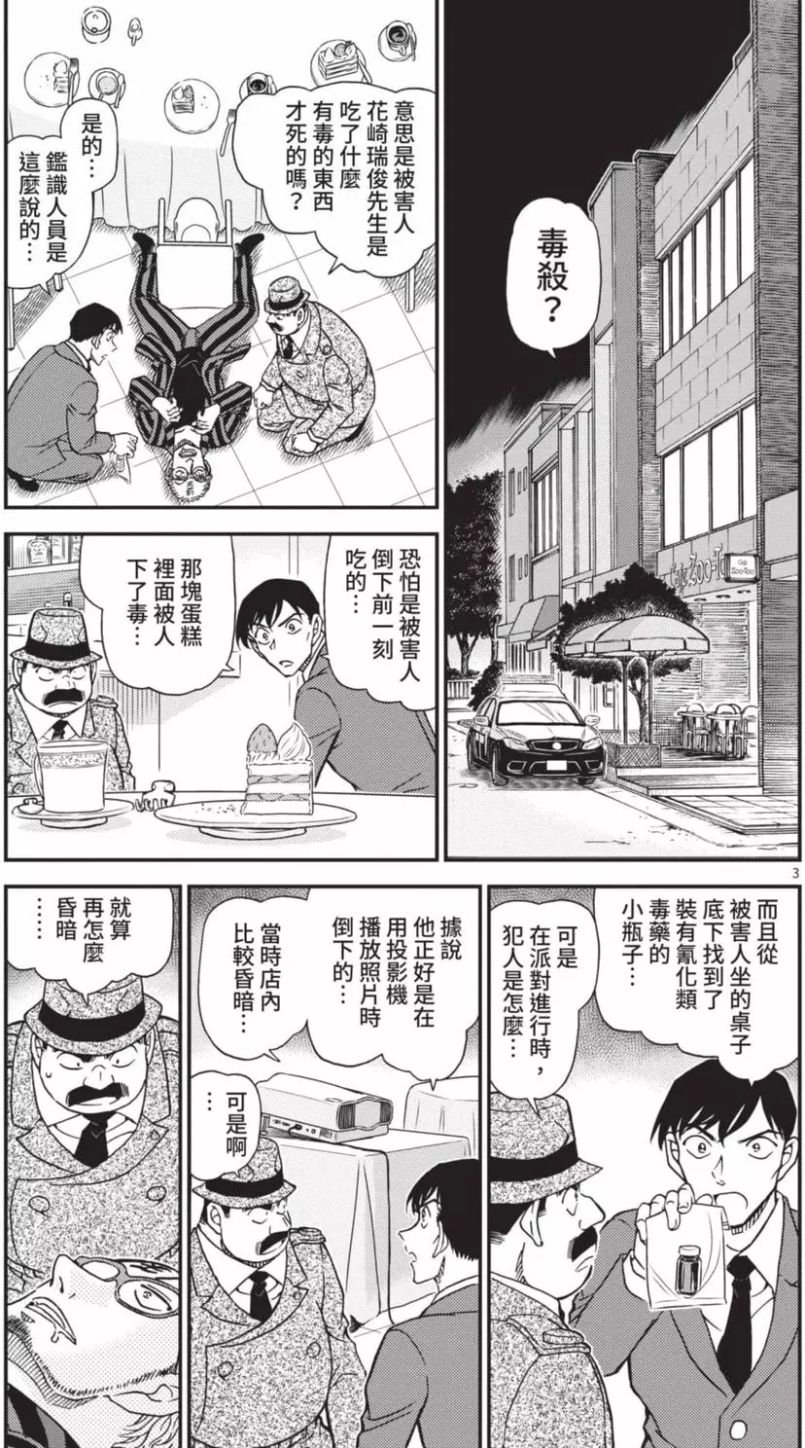 毒殺？
Cafe Zoo-To
Cafe
Zoo-Too
意思是被害人
花崎瑞俊先生是
吃了什麼
有毒的東西
才死的嗎？
是的…
鑑識人員是
這麼說的…
恐怕是被害人
倒下前一刻
吃的…
那塊蛋糕
裡面被人
下了毒…
3
而且從
被害人坐的桌子
底下找到了
裝有氰化類
毒藥的
小瓶子…
可是
在派對進行時，
犯人是怎麼…
據說
他正好是在
用投影機
播放照片時
倒下的…
當時店內
比較昏暗…
可是啊
…
就算
再怎麼
昏暗
……